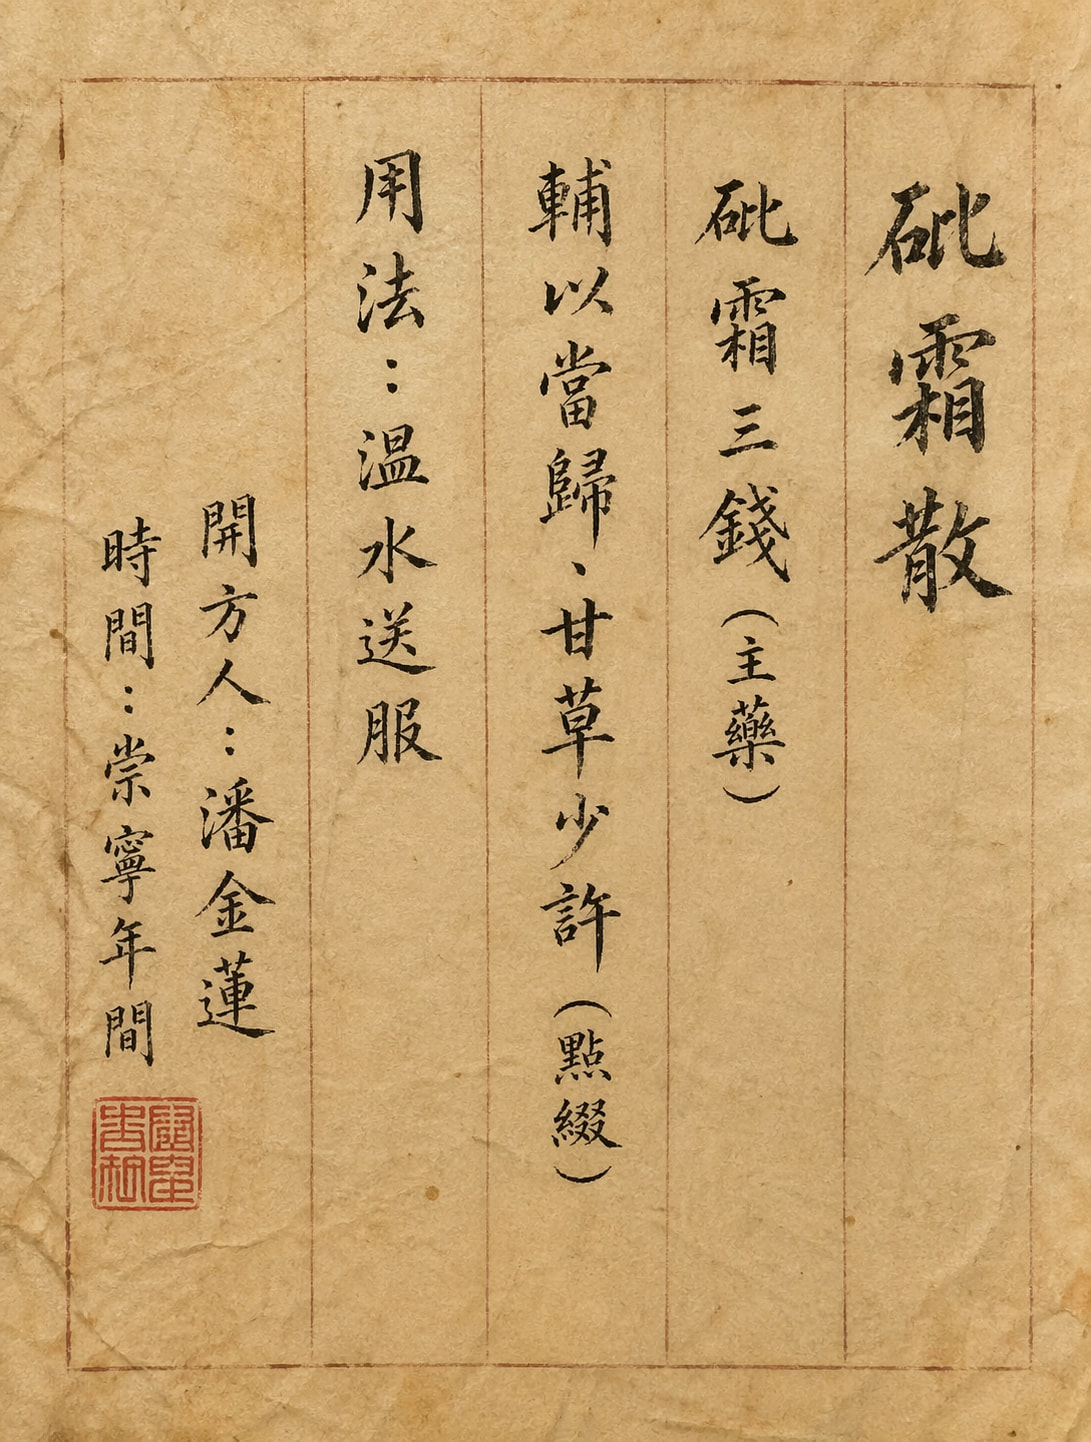 砒霜散
砒霜三錢（主藥）
輔以當歸、甘草少許（點綴）
用法：温水送服
開方人：潘金蓮
時間：崇寧年間